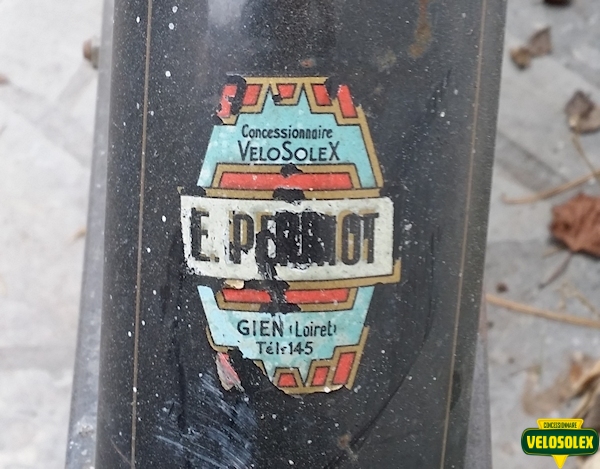 Concessionnaire
VELOSOLEX
E.
GIEN (Loiret)
Tél: 145
CONCESSIONNAIRE
VELOSOLEX